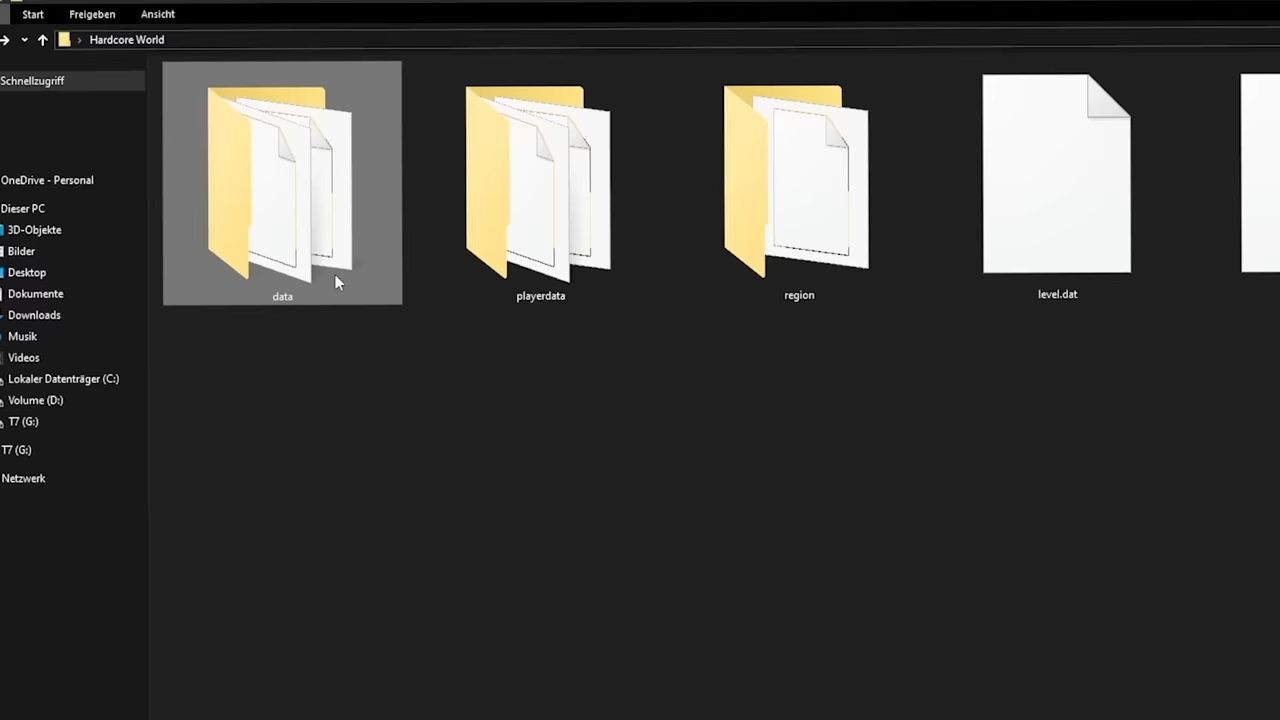 Start Freigeben Ansicht
Hardcore World
Schnellzugriff
OneDrive - Personal
Dieser PC
3D-Objekte
Bilder
Desktop
Dokumente
Downloads
Musik
Videos
Lokaler Datenträger (C:)
Volume (D:)
T7 (G:)
T7 (G:)
Netzwerk
data playerdata region level.dat